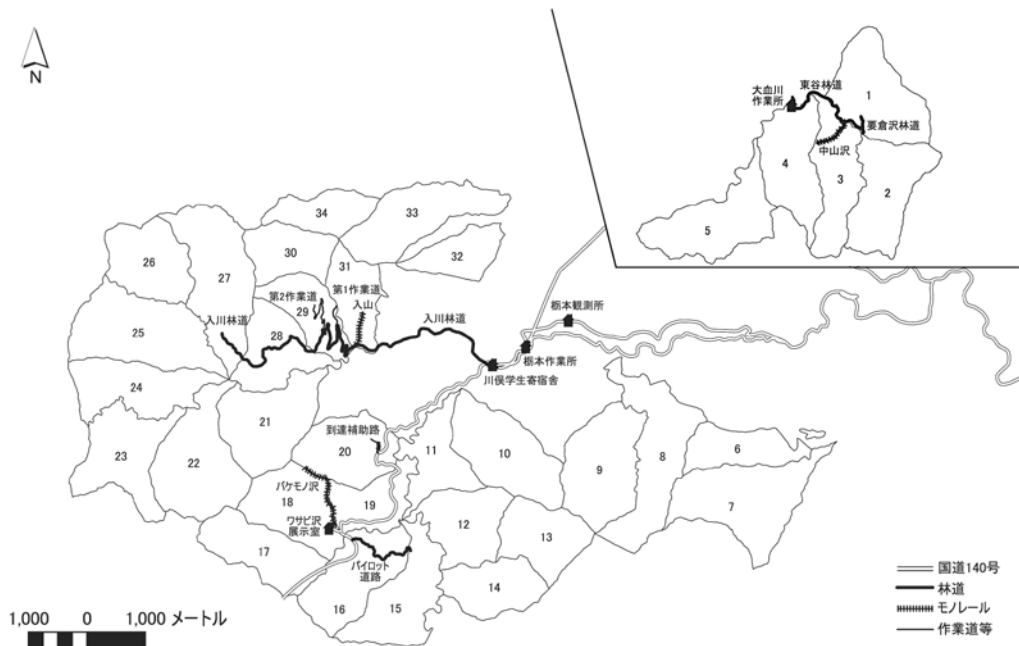 N
大血川
作業所
東谷林道
1
要倉沢林道
中山沢
4
3
2
5
34
33
32
26
27
30
31
第1作業道
第2作業道
入山
29
入川林道
入川林道
28
25
栃本観測所
栃本作業所
川俣学生寄宿舎
24
21
到達補助路
20
23
22
11
10
9
8
6
7
バケモノ沢
18
19
ワサビ沢
展示室
12
13
17
パイロット
道路
14
16
15
国道140号
林道
モノレール
作業道等
1,000 0 1,000 メートル